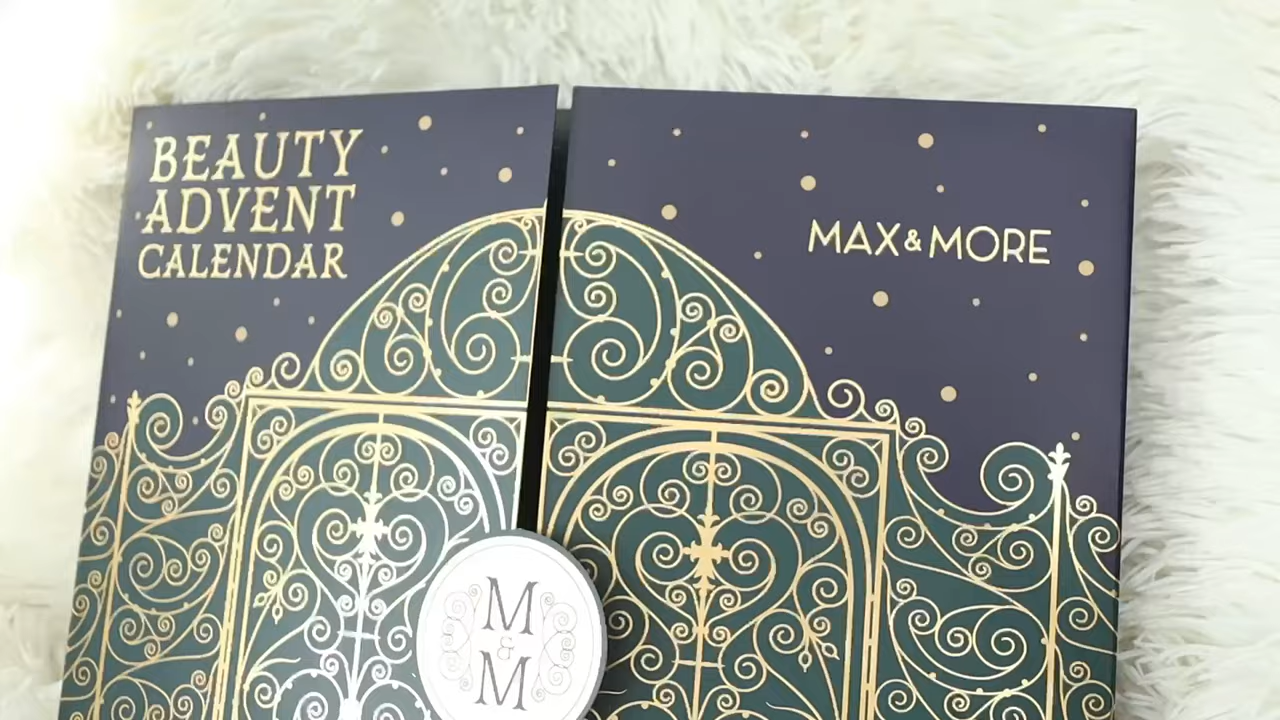 BEAUTY
ADVENT
CALENDAR
MAX & MORE
M
&
M